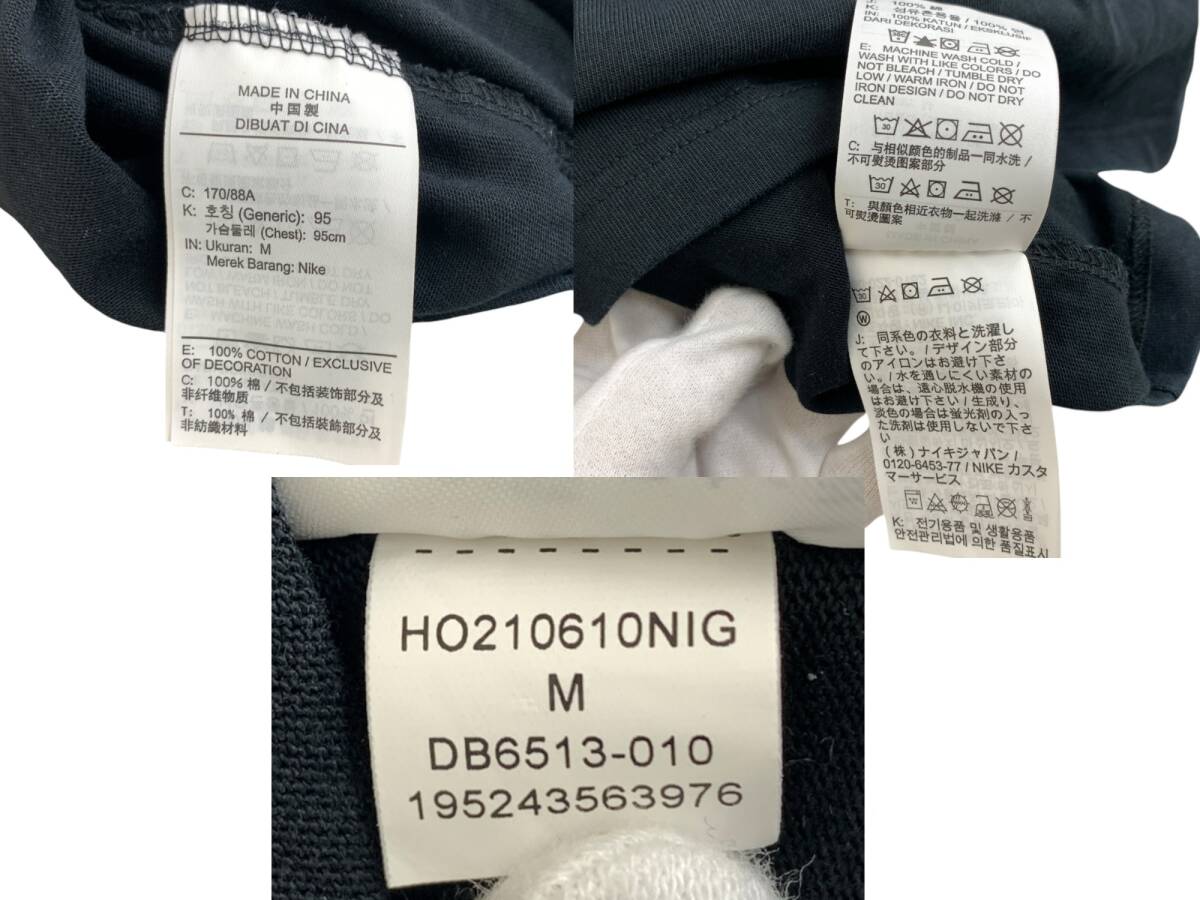 MADE IN CHINA
中国製
DIBUAT DI CINA
C: 170/88A
K: 호칭 (Generic): 95
가슴둘레 (Chest): 95cm
IN: Ukuran: M
Merek Barang: Nike
E: 100% COTTON / EXCLUSIVE
OF DECORATION
C: 100% 棉 / 不包括装饰部分及
非纤维物质
T: 100% 棉 / 不包括裝飾部分及
非紡織材料
J: 100% 綿
IN: 100% KATUN / EKSKLUSIF
DARI DEKORASI
E: MACHINE WASH COLD /
WASH WITH LIKE COLORS / DO
NOT BLEACH / TUMBLE DRY
LOW / WARM IRON / DO NOT
IRON DESIGN / DO NOT DRY
CLEAN
C: 与相似颜色的制品一同水洗 /
不可熨烫图案部分
T: 與顏色相近衣物一起洗滌 / 不
可熨燙圖案
J: 同系色の衣料と洗濯し
て下さい。/ デザイン部分
のアイロンはお避け下さ
い。/ 水を通しにくい素材の
場合は、遠心脱水機の使用
はお避け下さい / 生成り、
淡色の場合は蛍光剤の入っ
た洗剤は使用しないで下さ
い
(株) ナイキジャパン /
0120-6453-77 / NIKE カスタ
マーサービス
K: 전기용품 및 생활용품
안전관리법에 의한 품질표시
HO210610NIG
M
DB6513-010
195243563976